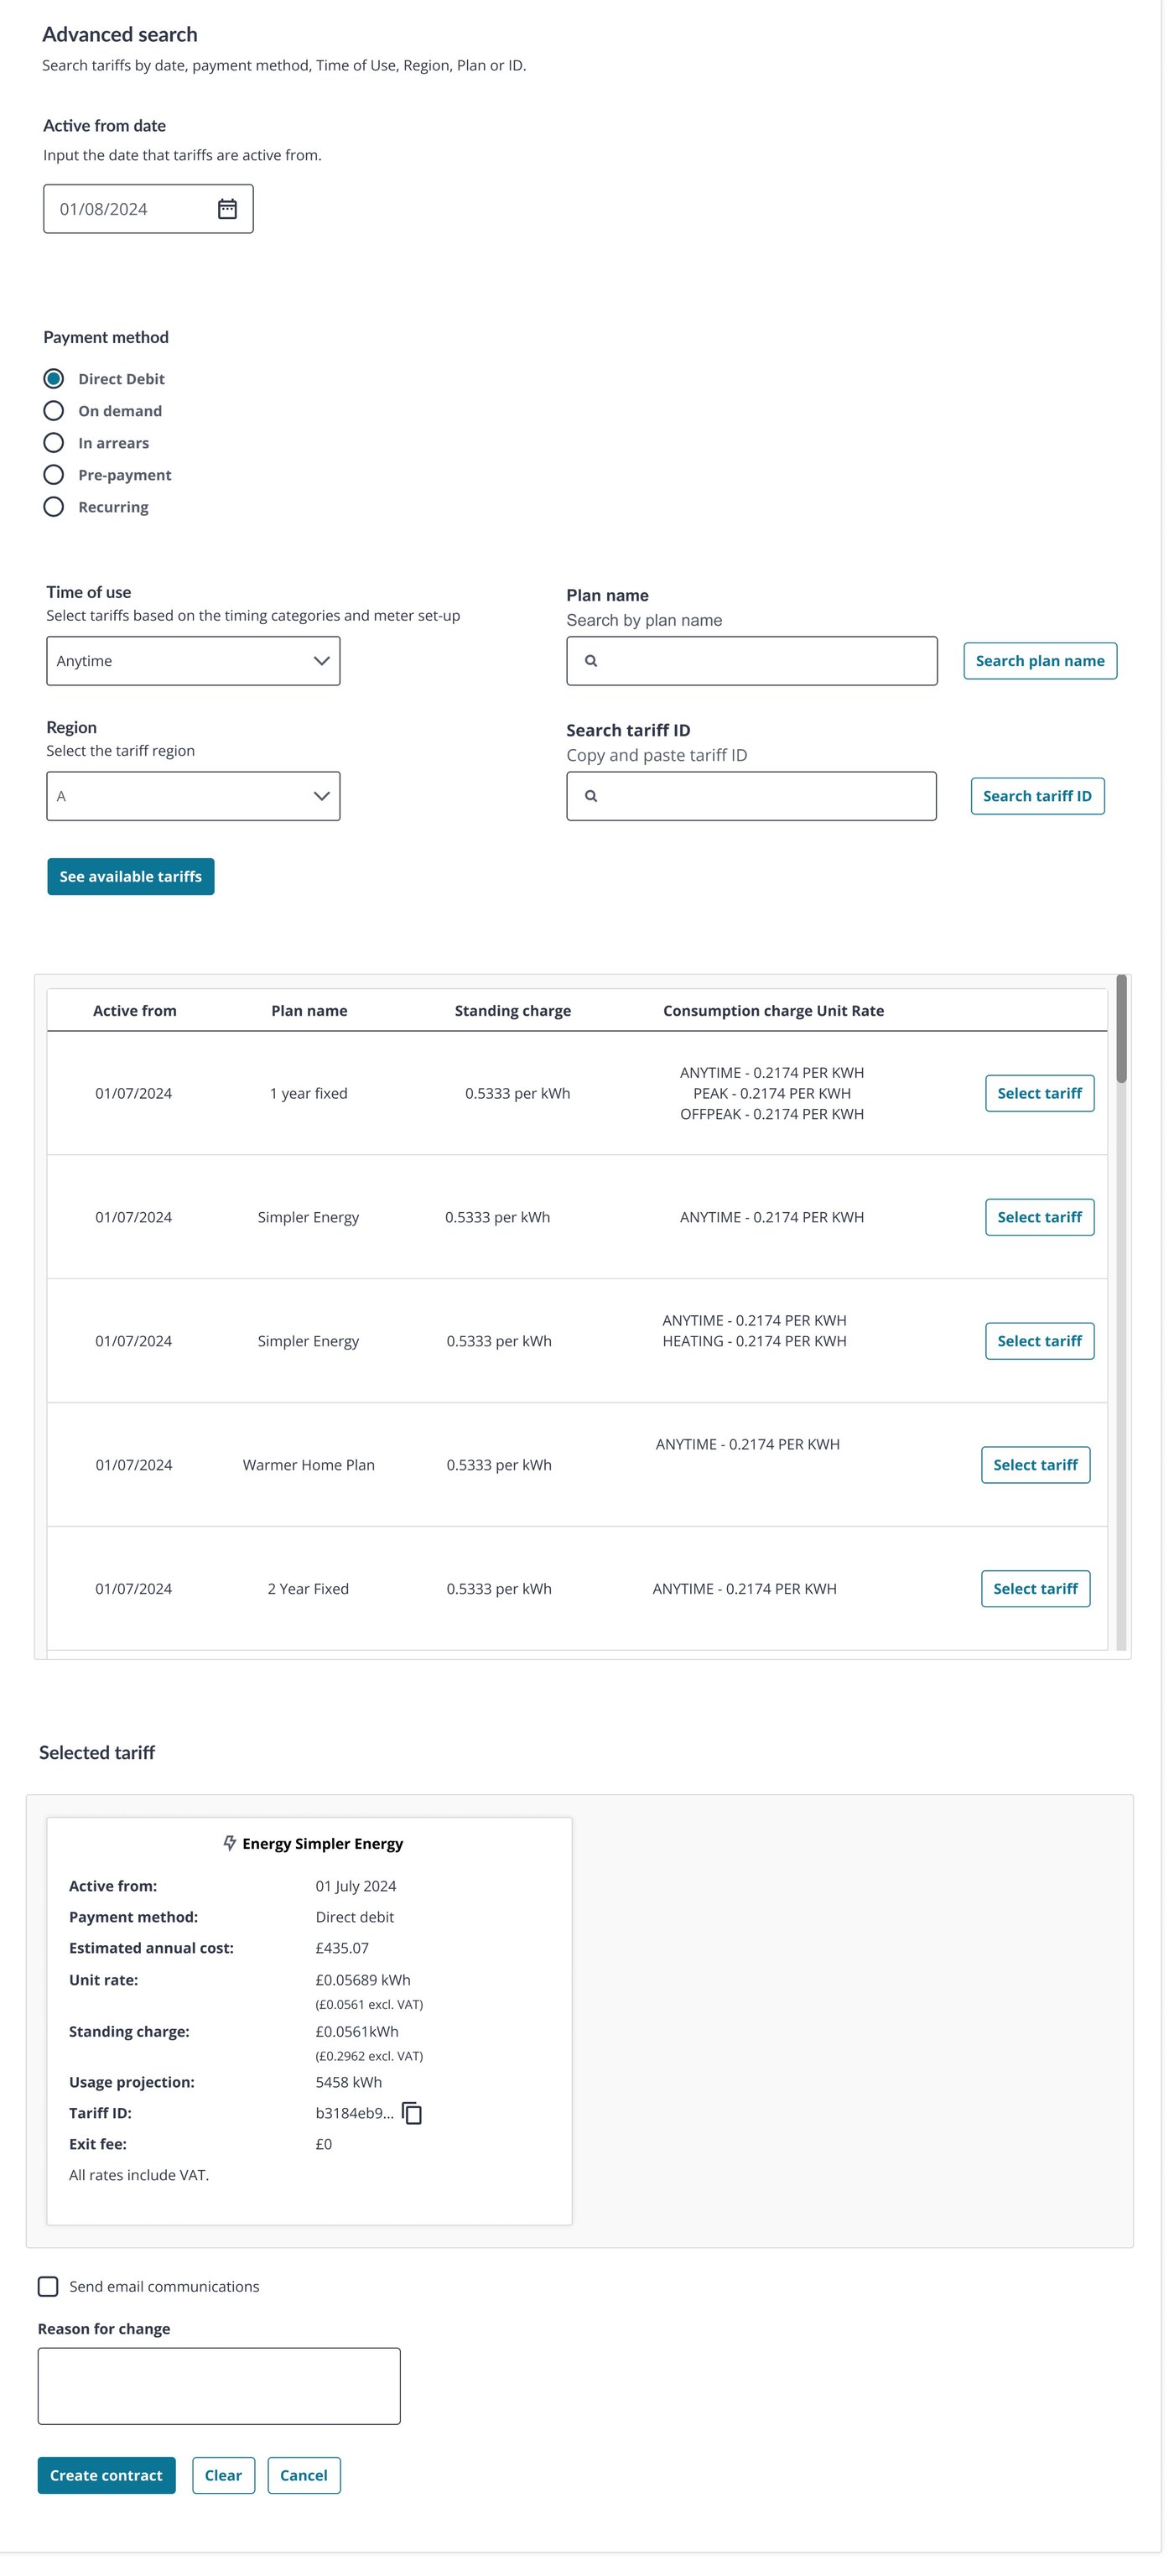 Advanced search
Search tariffs by date, payment method, Time of Use, Region, Plan or ID.
Active from date
Input the date that tariffs are active from.
01/08/2024
Payment method
Direct Debit
On demand
In arrears
Pre-payment
Recurring
Time of use
Select tariffs based on the timing categories and meter set-up
Anytime
Plan name
Search by plan name
Search plan name
Region
Select the tariff region
A
Search tariff ID
Copy and paste tariff ID
Search tariff ID
See available tariffs
Active from Plan name Standing charge Consumption charge Unit Rate
01/07/2024 1 year fixed 0.5333 per kWh
ANYTIME - 0.2174 PER KWH
PEAK - 0.2174 PER KWH
OFFPEAK - 0.2174 PER KWH
Select tariff
01/07/2024 Simpler Energy 0.5333 per kWh ANYTIME - 0.2174 PER KWH Select tariff
01/07/2024 Simpler Energy 0.5333 per kWh
ANYTIME - 0.2174 PER KWH
HEATING - 0.2174 PER KWH
Select tariff
01/07/2024 Warmer Home Plan 0.5333 per kWh ANYTIME - 0.2174 PER KWH Select tariff
01/07/2024 2 Year Fixed 0.5333 per kWh ANYTIME - 0.2174 PER KWH Select tariff
Selected tariff
Energy Simpler Energy
Active from: 01 July 2024
Payment method: Direct debit
Estimated annual cost: £435.07
Unit rate: £0.05689 kWh
(£0.0561 excl. VAT)
Standing charge: £0.0561kWh
(£0.2962 excl. VAT)
Usage projection: 5458 kWh
Tariff ID: b3184eb9...
Exit fee: £0
All rates include VAT.
Send email communications
Reason for change
Create contract Clear Cancel